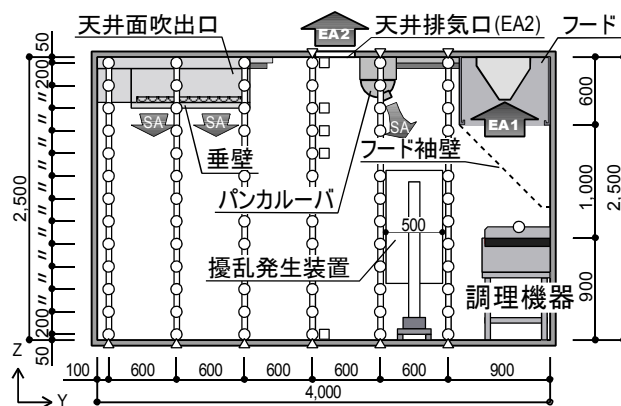 EA2
天井面吹出口
天井排気口(EA2)
フード
SA
SA
SA
EA1
垂壁
フード袖壁
パンカルーバ
500
擾乱発生装置
調理機器
50
200
〃
〃
〃
〃
〃
〃
200
50
2,500
600
1,000
900
2,500
Z
Y
100
600
600
600
600
600
900
4,000